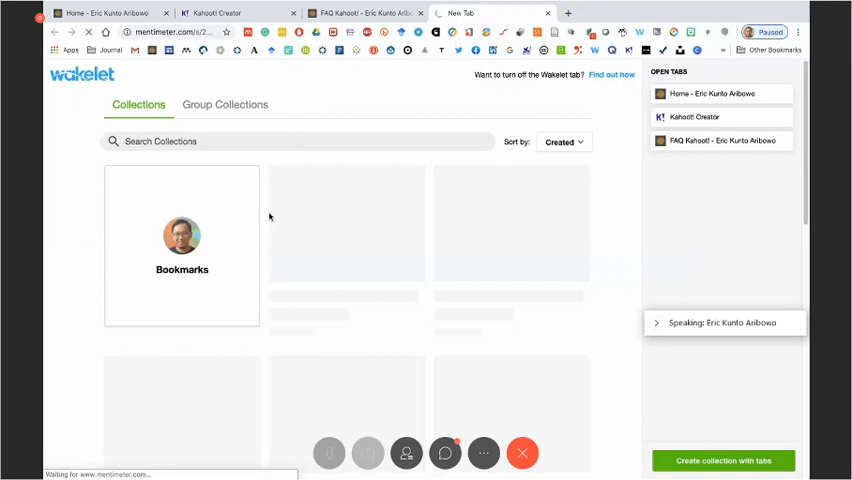 Home - Eric Kunto Aribowo
Kahoot! Creator
FAQ Kahoot! - Eric Kunto Aribo
New Tab
mentimeter.com/s/2...
Paused
Apps
Journal
Other Bookmarks
wakelet
Want to turn off the Wakelet tab? Find out how
OPEN TABS
Collections
Group Collections
Home - Eric Kunto Aribowo
Kahoot! Creator
FAQ Kahoot! - Eric Kunto Aribowo
Search Collections
Sort by:
Created
Bookmarks
Speaking: Eric Kunto Aribowo
Create collection with tabs
Waiting for www.mentimeter.com...